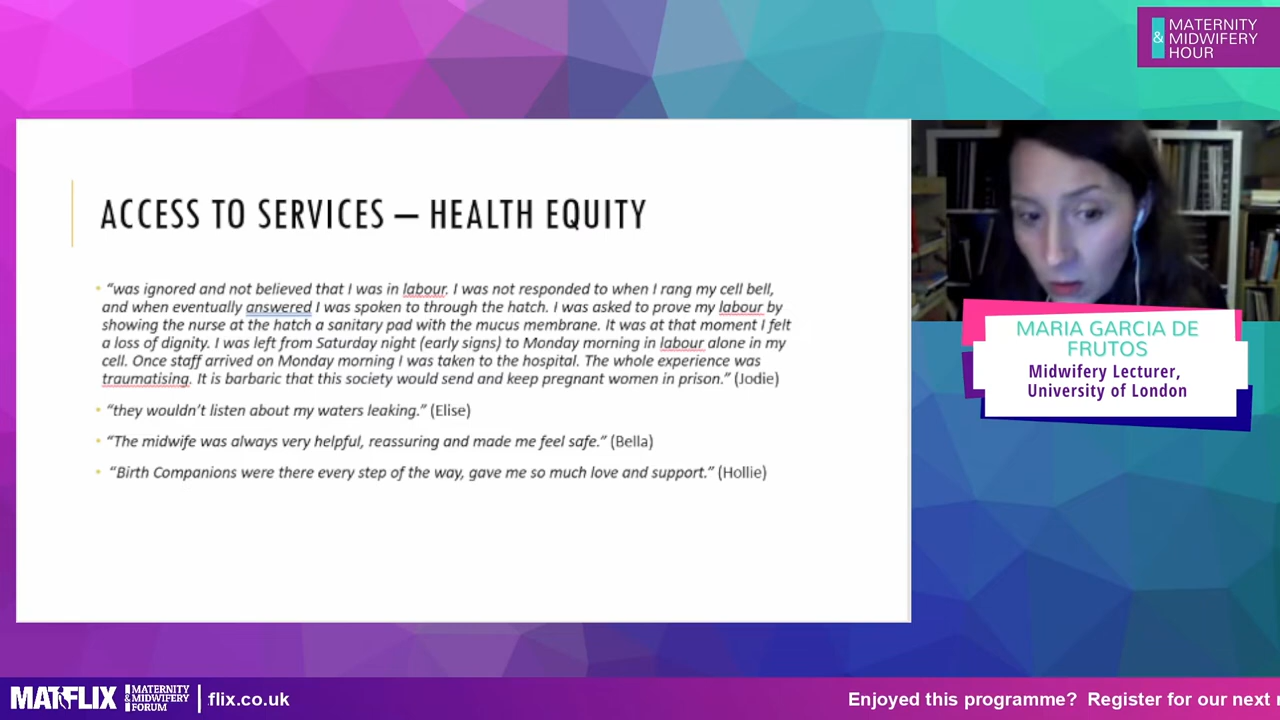 &
MATERNITY
MIDWIFERY
HOUR
ACCESS TO SERVICES – HEALTH EQUITY
• “was ignored and not believed that I was in labour. I was not responded to when I rang my cell bell,
and when eventually answered I was spoken to through the hatch. I was asked to prove my labour by
showing the nurse at the hatch a sanitary pad with the mucus membrane. It was at that moment I felt
a loss of dignity. I was left from Saturday night (early signs) to Monday morning in labour alone in my
cell. Once staff arrived on Monday morning I was taken to the hospital. The whole experience was
traumatising. It is barbaric that this society would send and keep pregnant women in prison.” (Jodie)
• “they wouldn’t listen about my waters leaking.” (Elise)
• “The midwife was always very helpful, reassuring and made me feel safe.” (Bella)
• “Birth Companions were there every step of the way, gave me so much love and support.” (Hollie)
MARIA GARCIA DE
FRUTOS
Midwifery Lecturer,
University of London
MATFLIX
MATERNITY
& MIDWIFERY
FORUM
flix.co.uk
Enjoyed this programme? Register for our next